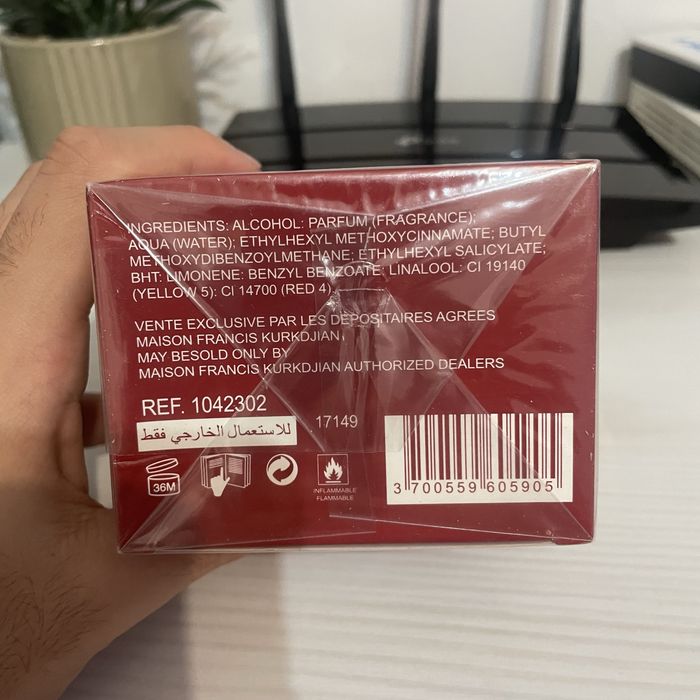 INGREDIENTS: ALCOHOL: PARFUM (FRAGRANCE);
AQUA (WATER); ETHYLHEXYL METHOXYCINNAMATE; BUTYL
METHOXYDIBENZOYLMETHANE; ETHYLHEXYL SALICYLATE;
BHT: LIMONENE: BENZYL BENZOATE: LINALOOL: CI 19140
(YELLOW 5): CI 14700 (RED 4)
VENTE EXCLUSIVE PAR LES DEPOSITAIRES AGREES
MAISON FRANCIS KURKDJIAN
MAY BESOLD ONLY BY
MAISON FRANCIS KURKDJIAN AUTHORIZED DEALERS
REF. 1042302
17149
للاستعمال الخارجي فقط
36M
INFLAMMABLE
FLAMMABLE
3 700559 605905